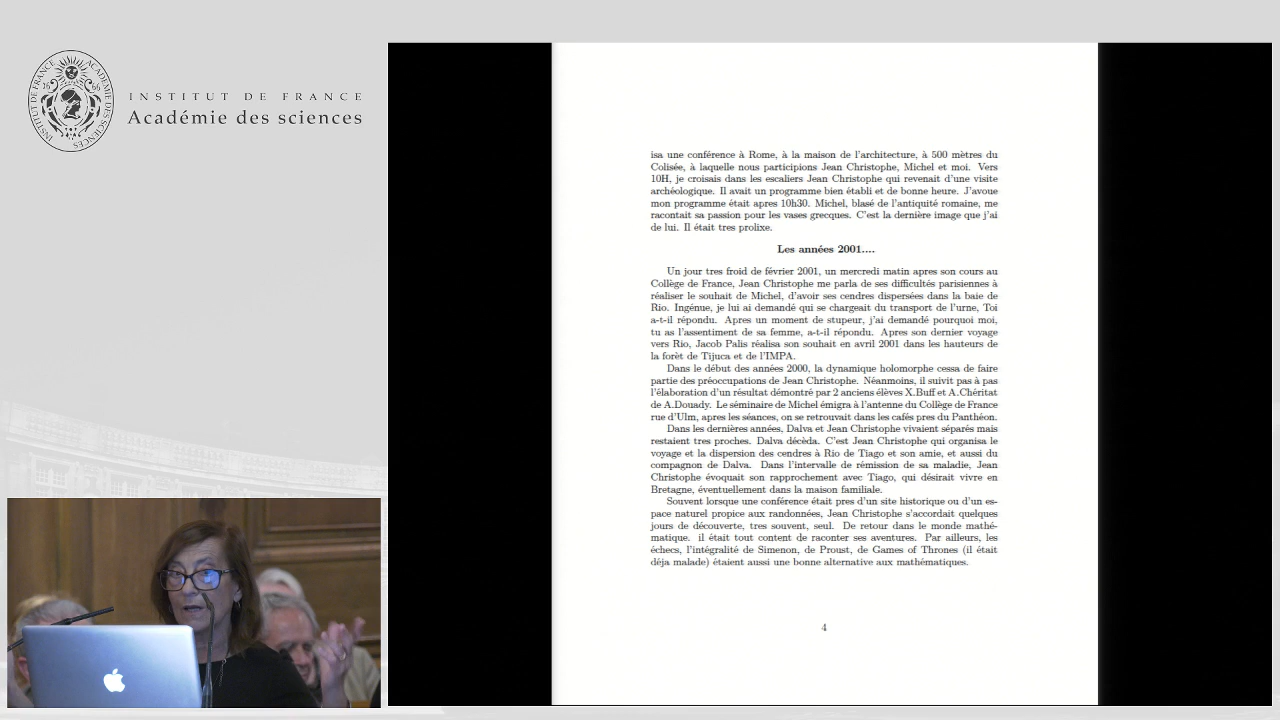 INSTITUT DE FRANCE
Académie des sciences
isa une conférence à Rome, à la maison de l'architecture, à 500 mètres du
Colisée, à laquelle nous participions Jean Christophe, Michel et moi. Vers
10H, je croisais dans les escaliers Jean Christophe qui revenait d'une visite
archéologique. Il avait un programme bien établi et de bonne heure. J'avoue
mon programme était apres 10h30. Michel, blasé de l'antiquité romaine, me
racontait sa passion pour les vases grecques. C'est la dernière image que j'ai
de lui. Il était tres prolixe.
Les années 2001....
Un jour tres froid de février 2001, un mercredi matin apres son cours au
Collège de France, Jean Christophe me parla de ses difficultés parisiennes à
réaliser le souhait de Michel, d'avoir ses cendres dispersées dans la baie de
Rio. Ingénue, je lui ai demandé qui se chargeait du transport de l'urne, Toi
a-t-il répondu. Apres un moment de stupeur, j'ai demandé pourquoi moi,
tu as l'assentiment de sa femme, a-t-il répondu. Apres son dernier voyage
vers Rio, Jacob Palis réalisa son souhait en avril 2001 dans les hauteurs de
la forèt de Tijuca et de l'IMPA.
Dans le début des années 2000, la dynamique holomorphe cessa de faire
partie des préoccupations de Jean Christophe. Néanmoins, il suivit pas à pas
l'élaboration d'un résultat démontré par 2 anciens élèves X.Buff et A.Chéritat
de A.Douady. Le séminaire de Michel émigra à l'antenne du Collège de France
rue d'Ulm, apres les séances, on se retrouvait dans les cafés pres du Panthéon.
Dans les dernières années, Dalva et Jean Christophe vivaient séparés mais
restaient tres proches. Dalva décèda. C'est Jean Christophe qui organisa le
voyage et la dispersion des cendres à Rio de Tiago et son amie, et aussi du
compagnon de Dalva. Dans l'intervalle de rémission de sa maladie, Jean
Christophe évoquait son rapprochement avec Tiago, qui désirait vivre en
Bretagne, éventuellement dans la maison familiale.
Souvent lorsque une conférence était pres d'un site historique ou d'un es-
pace naturel propice aux randonnées, Jean Christophe s'accordait quelques
jours de découverte, tres souvent, seul. De retour dans le monde mathé-
matique. il était tout content de raconter ses aventures. Par ailleurs, les
échecs, l'intégralité de Simenon, de Proust, de Games of Thrones (il était
déja malade) étaient aussi une bonne alternative aux mathématiques.
4